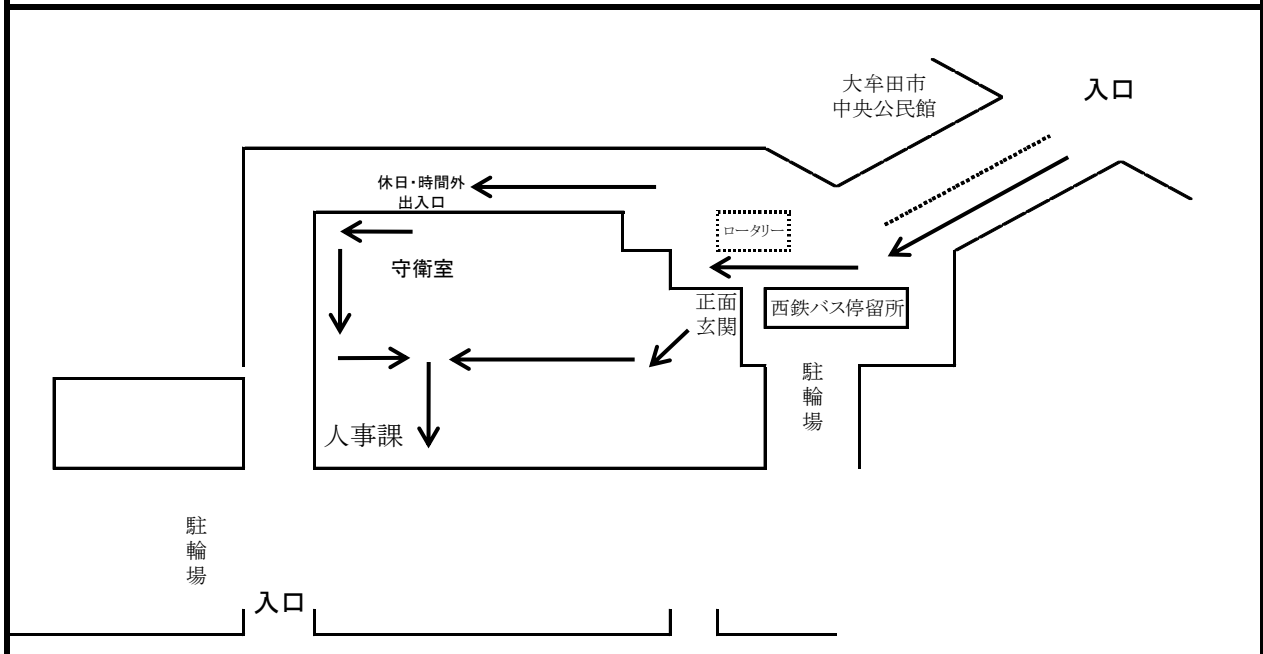 大牟田市
中央公民館
入口
休日・時間外
出入口
ロータリー
守衛室
正面
玄関
西鉄バス停留所
駐輪場
人事課
駐輪場
入口